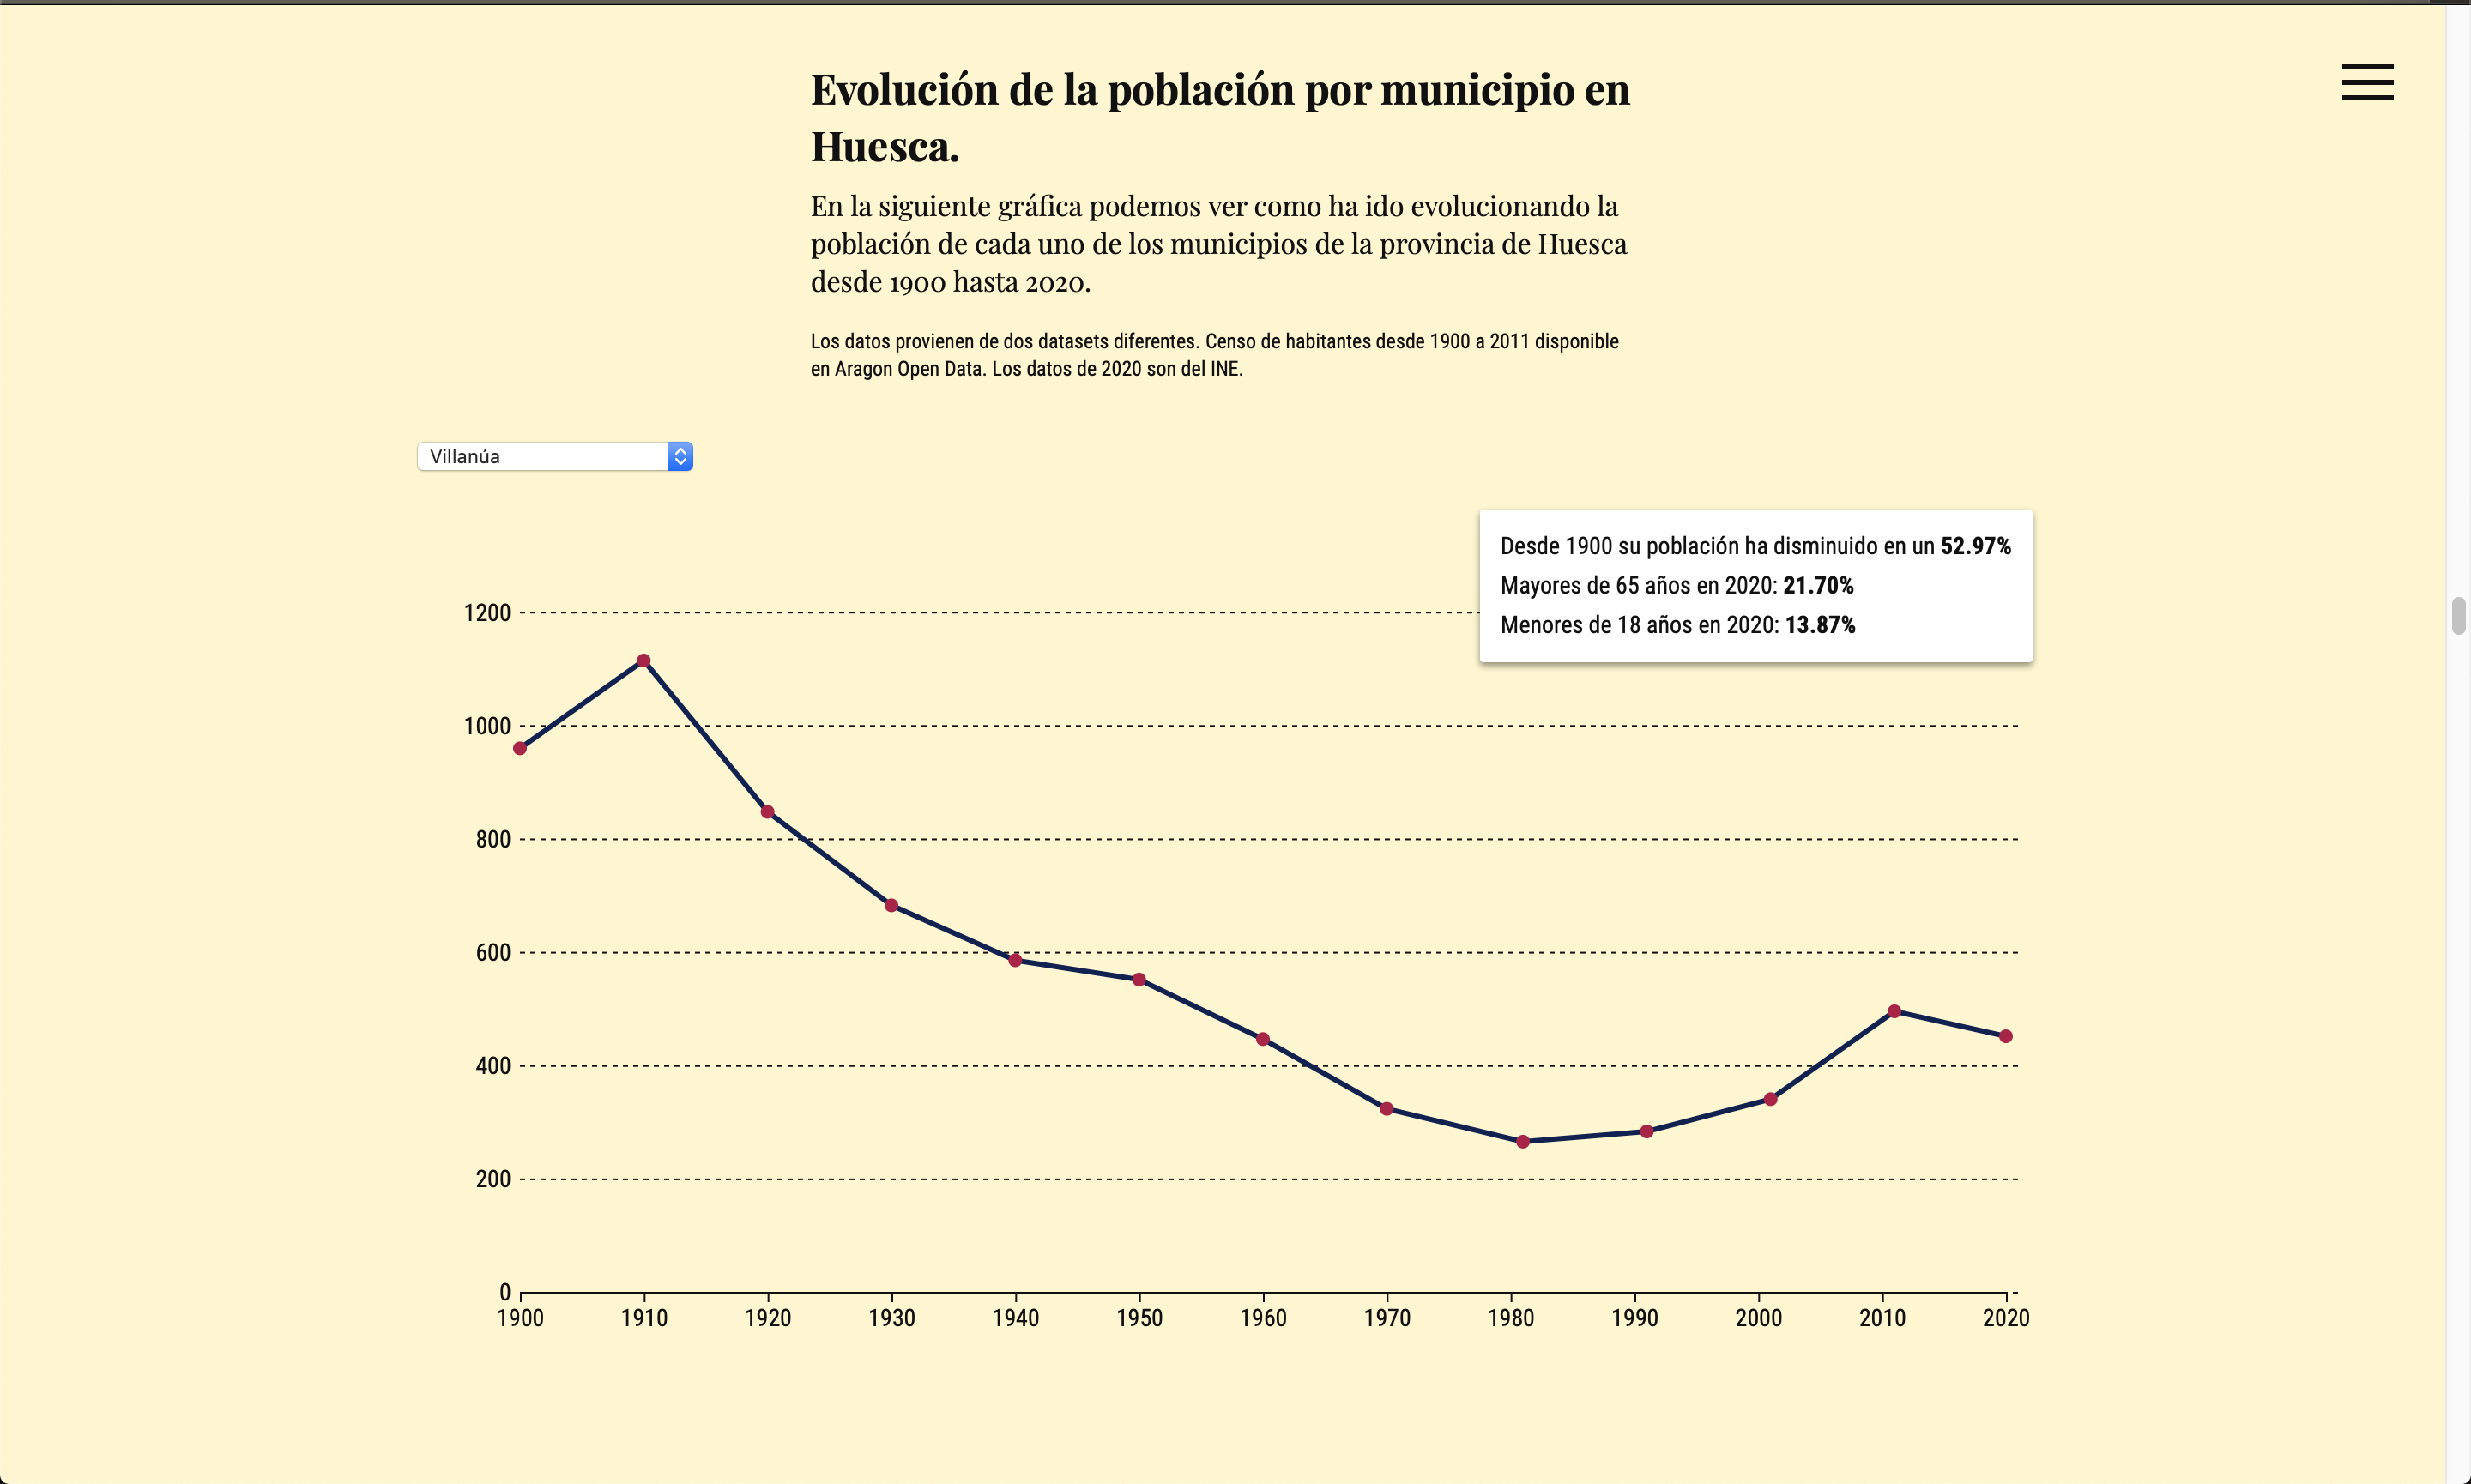 Evolución de la población por municipio en
Huesca.
En la siguiente gráfica podemos ver como ha ido evolucionando la
población de cada uno de los municipios de la provincia de Huesca
desde 1900 hasta 2020.
Los datos provienen de dos datasets diferentes. Censo de habitantes desde 1900 a 2011 disponible
en Aragon Open Data. Los datos de 2020 son del INE.
Villanúa
Desde 1900 su población ha disminuido en un 52.97%
Mayores de 65 años en 2020: 21.70%
Menores de 18 años en 2020: 13.87%
1200
1000
800
600
400
200
0
1900 1910 1920 1930 1940 1950 1960 1970 1980 1990 2000 2010 2020